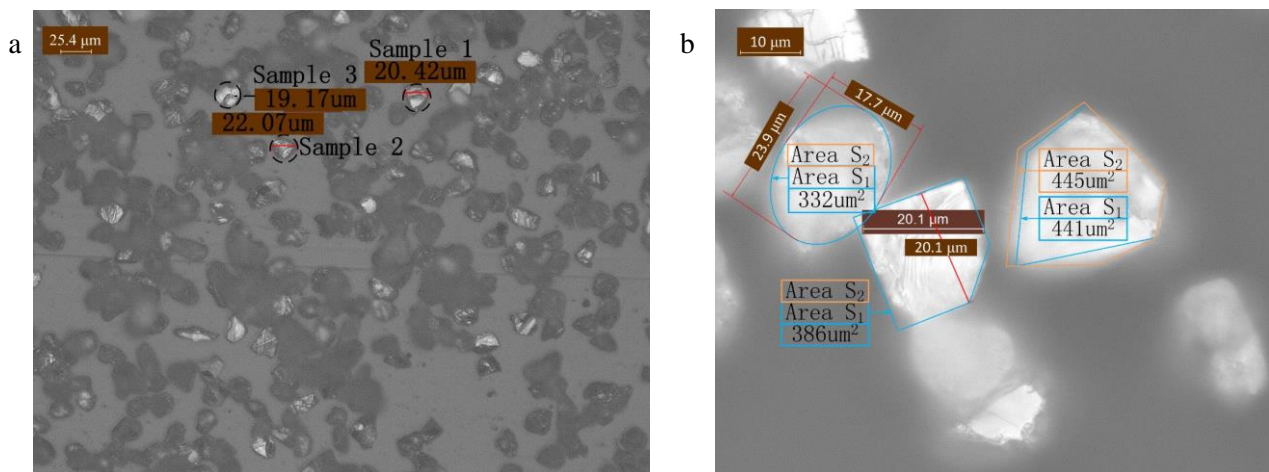 a
25.4 μm
Sample 1
20.42um
Sample 3
19.17um
22.07um
Sample 2
b
10 μm
17.7 μm
23.9 μm
Area S₂
Area S₁
332um²
Area S₂
445um²
Area S₁
441um²
20.1 μm
20.1 μm
Area S₂
Area S₁
386um²